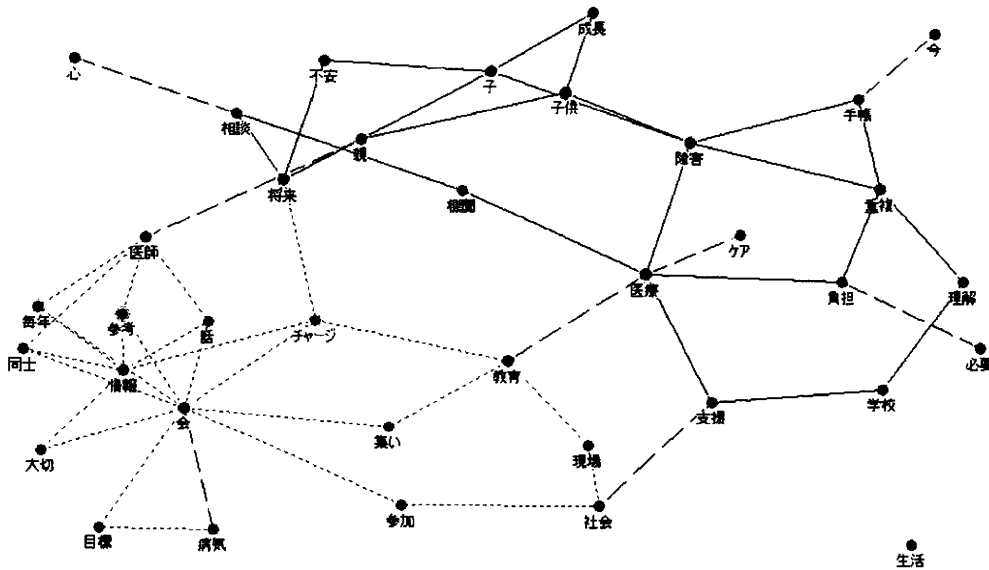 成長
今
心
不安
子
子供
手帳
相談
親
障害
将来
機関
重複
医師
ケア
医療
負担
理解
毎年
参考
話
チャージ
同士
情報
教育
必要
会
支援
学校
集い
大切
現場
参加
社会
目標
病気
生活